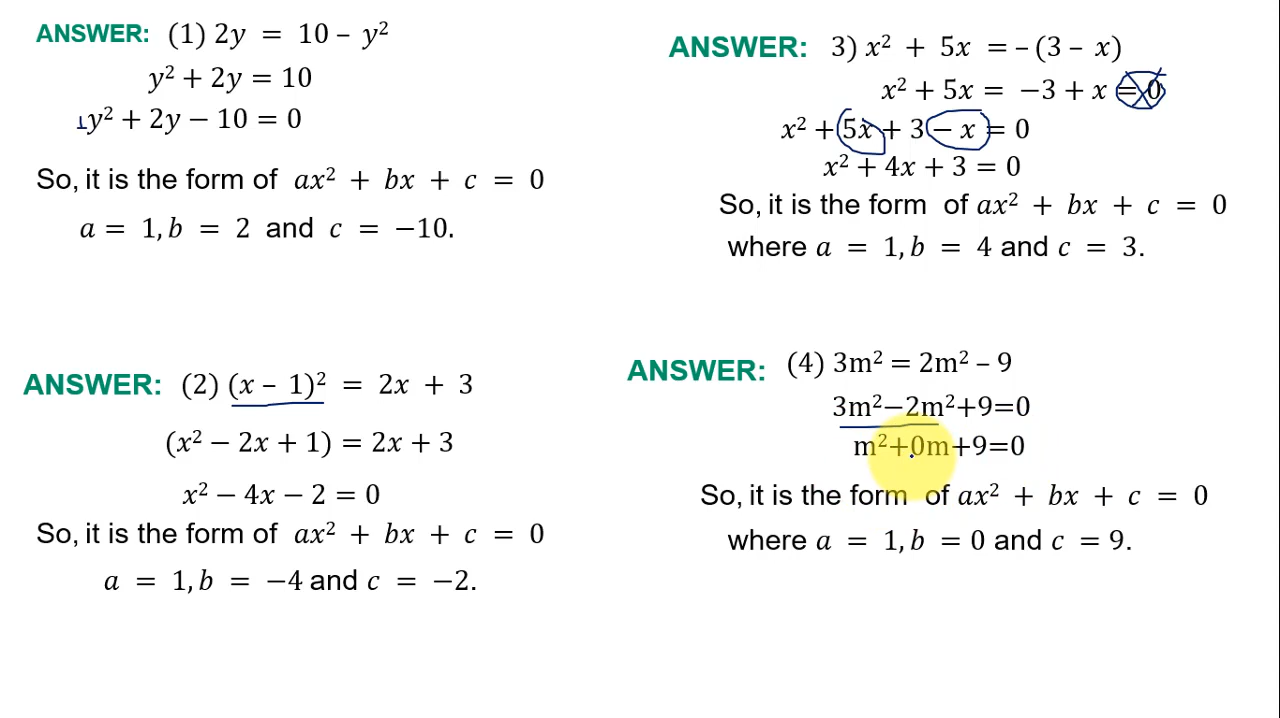 ANSWER: (1) 2y = 10 – y²
y² + 2y = 10
1y² + 2y − 10 = 0
So, it is the form of ax² + bx + c = 0
a = 1, b = 2 and c = −10.
ANSWER: (2) (x – 1)² = 2x + 3
(x² − 2x + 1) = 2x + 3
x² − 4x − 2 = 0
So, it is the form of ax² + bx + c = 0
a = 1, b = −4 and c = −2.
ANSWER: 3) x² + 5x = – (3 – x)
x² + 5x = −3 + x = 0
x² + 5x + 3 − x = 0
x² + 4x + 3 = 0
So, it is the form of ax² + bx + c = 0
where a = 1, b = 4 and c = 3.
ANSWER: (4) 3m² = 2m² – 9
3m²−2m²+9=0
m²+0m+9=0
So, it is the form of ax² + bx + c = 0
where a = 1, b = 0 and c = 9.